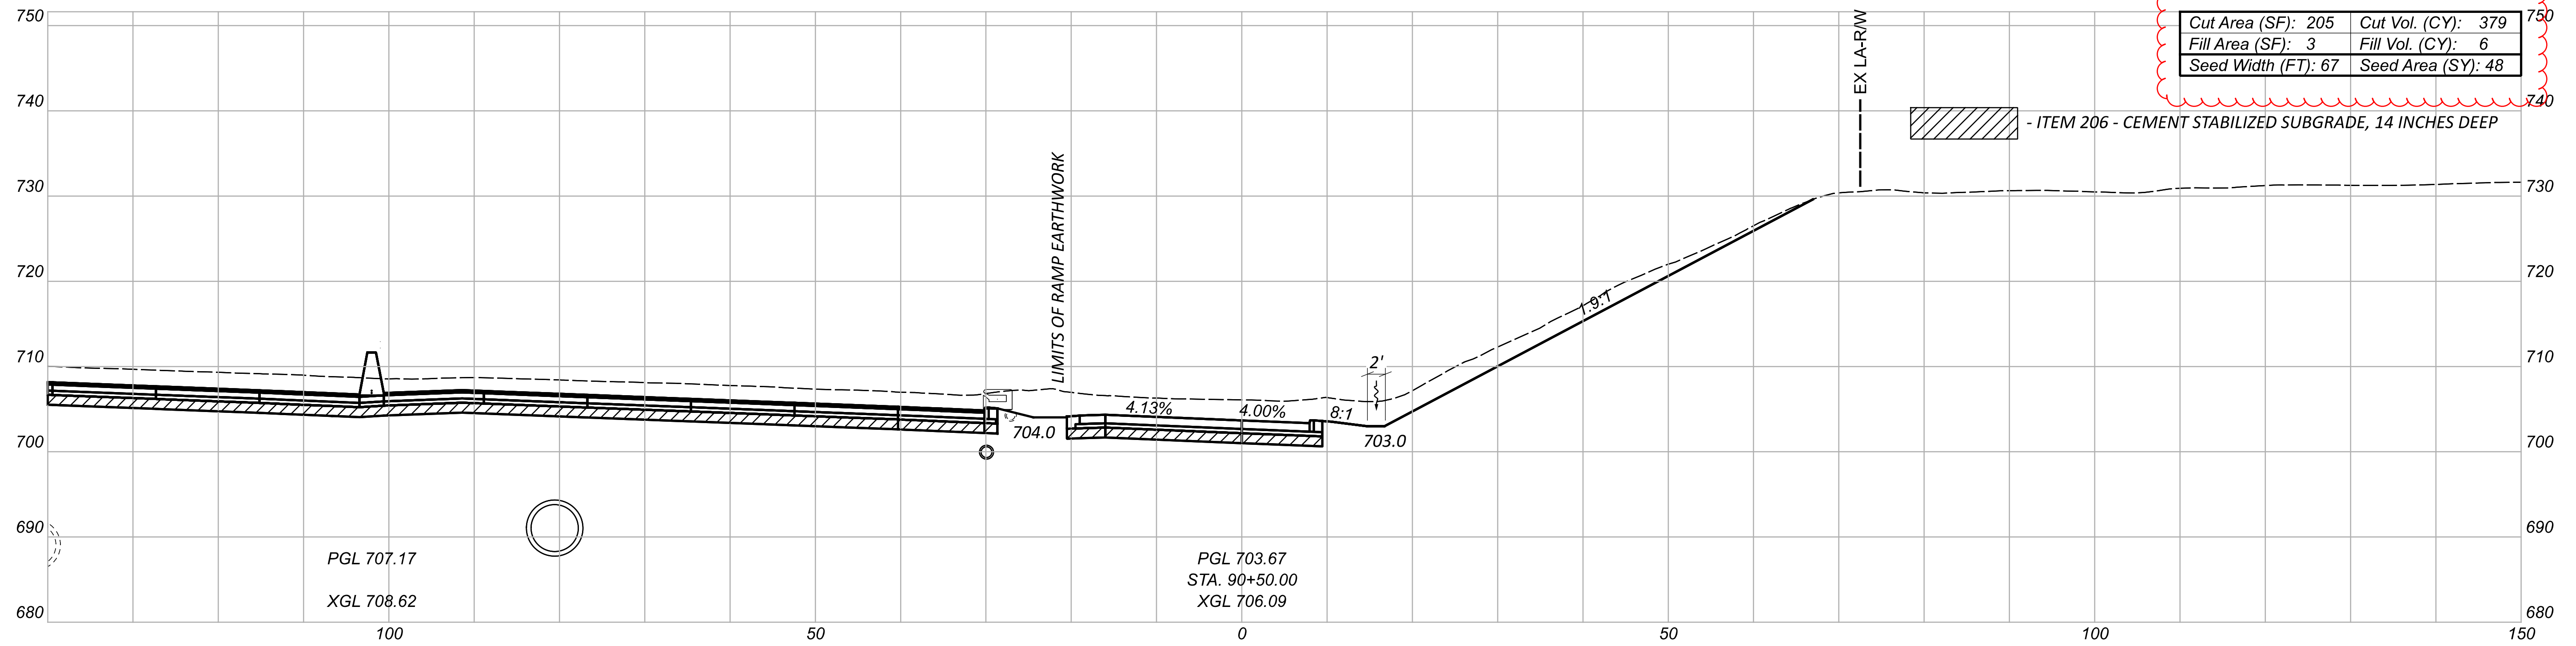 750
EX LA-R/W
750
Cut Area (SF): 205 Cut Vol. (CY): 379
Fill Area (SF): 3 Fill Vol. (CY): 6
Seed Width (FT): 67 Seed Area (SY): 48
740
740
- ITEM 206 - CEMENT STABILIZED SUBGRADE, 14 INCHES DEEP
730
730
LIMITS OF RAMP EARTHWORK
720
720
1.9:1
710
2'
710
4.13%
4.00%
8:1
704.0
703.0
700
700
690
690
PGL 707.17
PGL 703.67
STA. 90+50.00
XGL 708.62
XGL 706.09
680
680
100
50
0
50
100
150